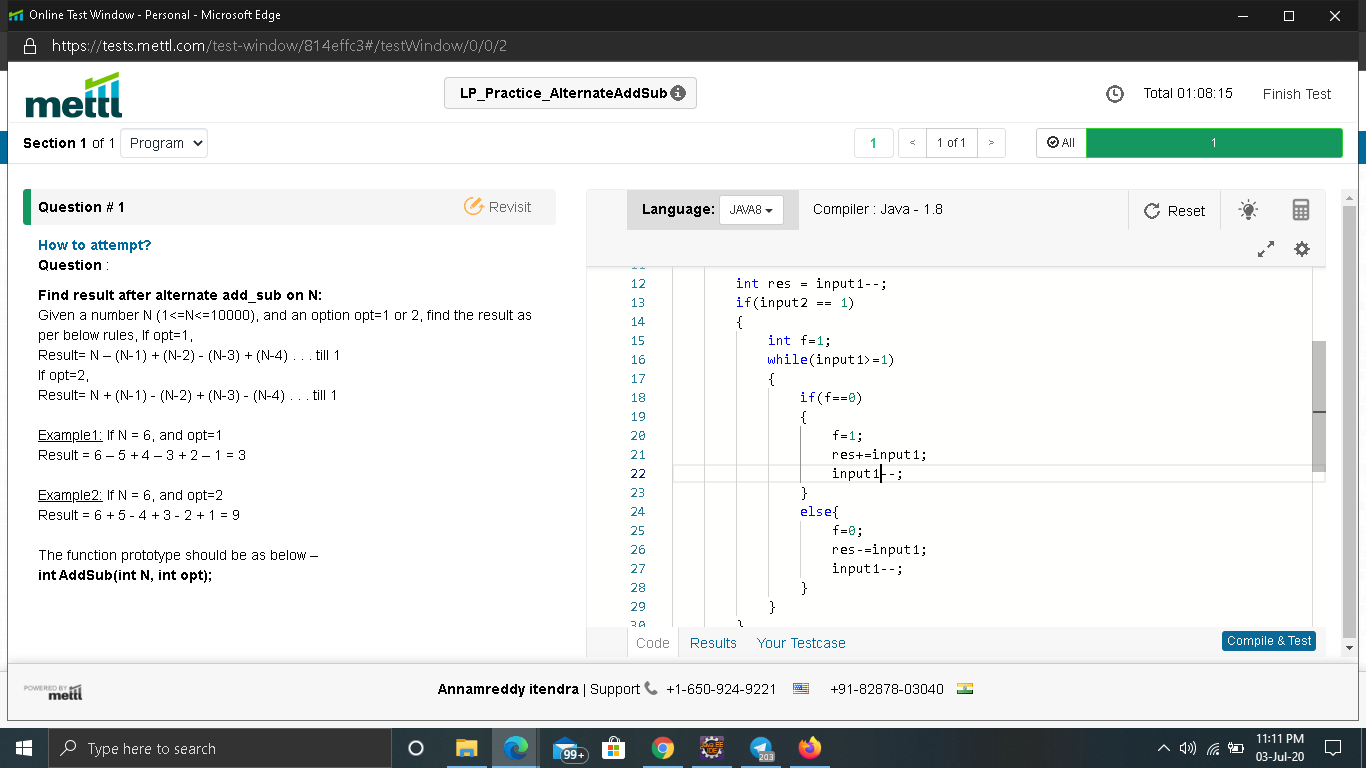 Online Test Window - Personal - Microsoft Edge
https://tests.mettl.com/test-window/814effc3#/testWindow/0/0/2
mettl
LP_Practice_AlternateAddSub
Total 01:08:15
Finish Test
Section 1 of 1
Program
1
<
1 of 1
>
All
1
Question # 1
Revisit
How to attempt?
Question :
Find result after alternate add_sub on N:
Given a number N (1<=N<=10000), and an option opt=1 or 2, find the result as
per below rules, If opt=1,
Result= N – (N-1) + (N-2) - (N-3) + (N-4) . . . till 1
If opt=2,
Result= N + (N-1) - (N-2) + (N-3) - (N-4) . . . till 1
Example1: If N = 6, and opt=1
Result = 6 – 5 + 4 – 3 + 2 – 1 = 3
Example2: If N = 6, and opt=2
Result = 6 + 5 - 4 + 3 - 2 + 1 = 9
The function prototype should be as below –
int AddSub(int N, int opt);
Language: JAVA8
Compiler : Java - 1.8
Reset
11
12 int res = input1--;
13 if(input2 == 1)
14 {
15 int f=1;
16 while(input1>=1)
17 {
18 if(f==0)
19 {
20 f=1;
21 res+=input1;
22 input1--;
23 }
24 else{
25 f=0;
26 res-=input1;
27 input1--;
28 }
29 }
30 }
Code
Results
Your Testcase
Compile & Test
POWERED BY mettl
Annamreddy itendra | Support +1-650-924-9221 +91-82878-03040
Type here to search
99+
JAVA EE IDE
203
11:11 PM
03-Jul-20